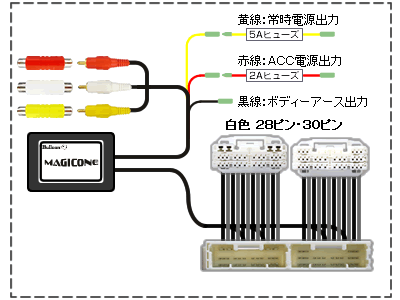 黄線:常時電源出力
5Aヒューズ
赤線:ACC電源出力
2Aヒューズ
黒線:ボディーアース出力
白色 28ピン・30ピン
Bullcon
MAGICONE